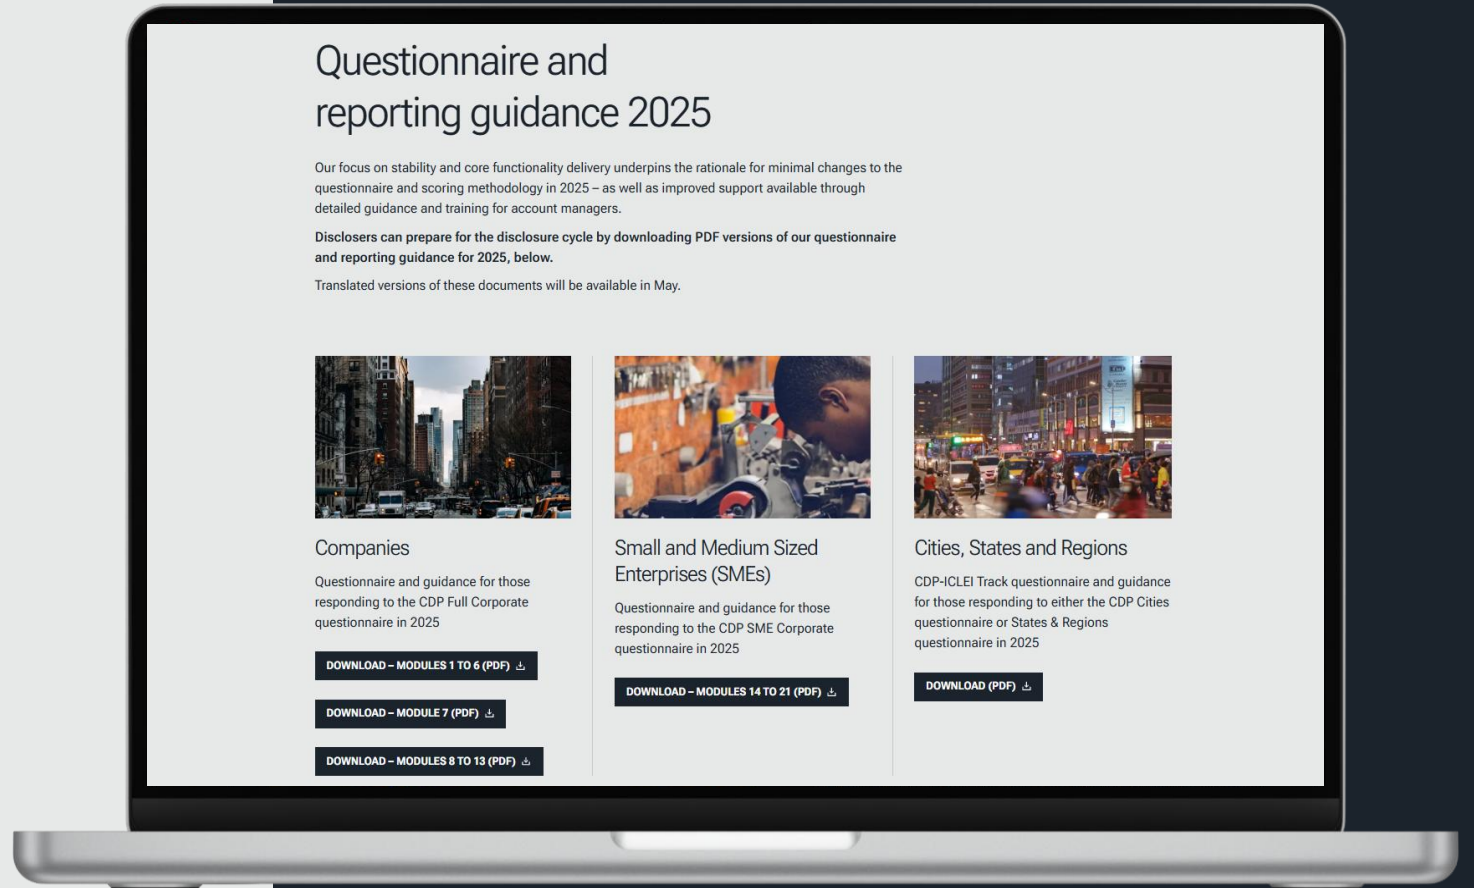 Questionnaire and
reporting guidance 2025
Our focus on stability and core functionality delivery underpins the rationale for minimal changes to the
questionnaire and scoring methodology in 2025 – as well as improved support available through
detailed guidance and training for account managers.
Disclosers can prepare for the disclosure cycle by downloading PDF versions of our questionnaire
and reporting guidance for 2025, below.
Translated versions of these documents will be available in May.
Companies
Questionnaire and guidance for those
responding to the CDP Full Corporate
questionnaire in 2025
DOWNLOAD – MODULES 1 TO 6 (PDF)
DOWNLOAD – MODULE 7 (PDF)
DOWNLOAD – MODULES 8 TO 13 (PDF)
Small and Medium Sized
Enterprises (SMEs)
Questionnaire and guidance for those
responding to the CDP SME Corporate
questionnaire in 2025
DOWNLOAD – MODULES 14 TO 21 (PDF)
Cities, States and Regions
CDP-ICLEI Track questionnaire and guidance
for those responding to either the CDP Cities
questionnaire or States & Regions
questionnaire in 2025
DOWNLOAD (PDF)